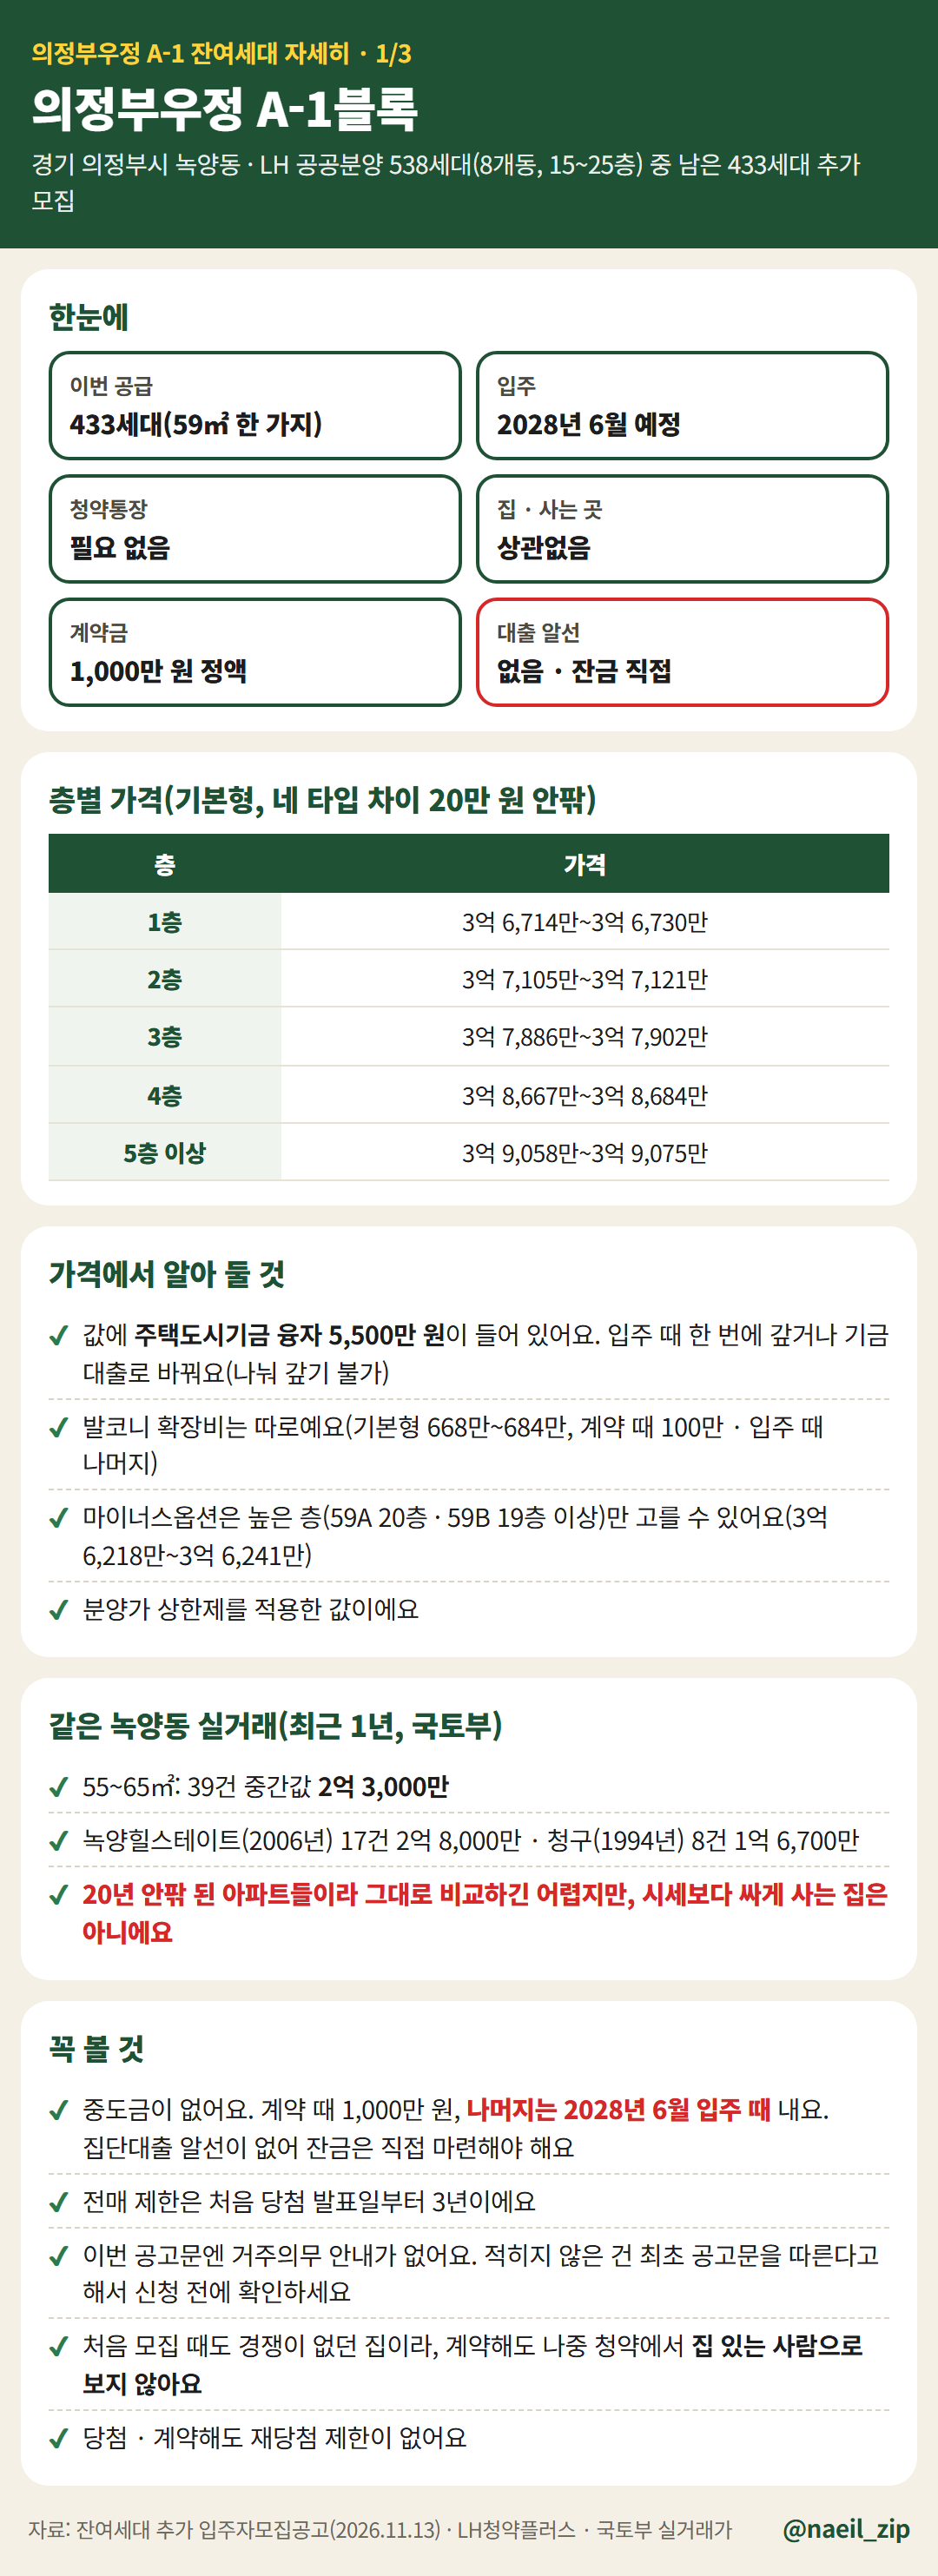 의정부우정 A-1 잔여세대 자세히 · 1/3
의정부우정 A-1블록
경기 의정부시 녹양동 · LH 공공분양 538세대(8개동, 15~25층) 중 남은 433세대 추가
모집
한눈에
이번 공급
433세대(59㎡ 한 가지)
입주
2028년 6월 예정
청약통장
필요 없음
집 · 사는 곳
상관없음
계약금
1,000만 원 정액
대출 알선
없음 · 잔금 직접
층별 가격(기본형, 네 타입 차이 20만 원 안팎)
층 가격
1층 3억 6,714만~3억 6,730만
2층 3억 7,105만~3억 7,121만
3층 3억 7,886만~3억 7,902만
4층 3억 8,667만~3억 8,684만
5층 이상 3억 9,058만~3억 9,075만
가격에서 알아 둘 것
✔ 값에 주택도시기금 융자 5,500만 원이 들어 있어요. 입주 때 한 번에 갚거나 기금
대출로 바꿔요(나눠 갚기 불가)
✔ 발코니 확장비는 따로예요(기본형 668만~684만, 계약 때 100만 · 입주 때
나머지)
✔ 마이너스옵션은 높은 층(59A 20층 · 59B 19층 이상)만 고를 수 있어요(3억
6,218만~3억 6,241만)
✔ 분양가 상한제를 적용한 값이에요
같은 녹양동 실거래(최근 1년, 국토부)
✔ 55~65㎡: 39건 중간값 2억 3,000만
✔ 녹양힐스테이트(2006년) 17건 2억 8,000만 · 청구(1994년) 8건 1억 6,700만
✔ 20년 안팎 된 아파트들이라 그대로 비교하긴 어렵지만, 시세보다 싸게 사는 집은
아니에요
꼭 볼 것
✔ 중도금이 없어요. 계약 때 1,000만 원, 나머지는 2028년 6월 입주 때 내요.
집단대출 알선이 없어 잔금은 직접 마련해야 해요
✔ 전매 제한은 처음 당첨 발표일부터 3년이에요
✔ 이번 공고문엔 거주의무 안내가 없어요. 적히지 않은 건 최초 공고문을 따른다고
해서 신청 전에 확인하세요
✔ 처음 모집 때도 경쟁이 없던 집이라, 계약해도 나중 청약에서 집 있는 사람으로
보지 않아요
✔ 당첨 · 계약해도 재당첨 제한이 없어요
자료: 잔여세대 추가 입주자모집공고(2026.11.13) · LH청약플러스 · 국토부 실거래가
@naeil_zip